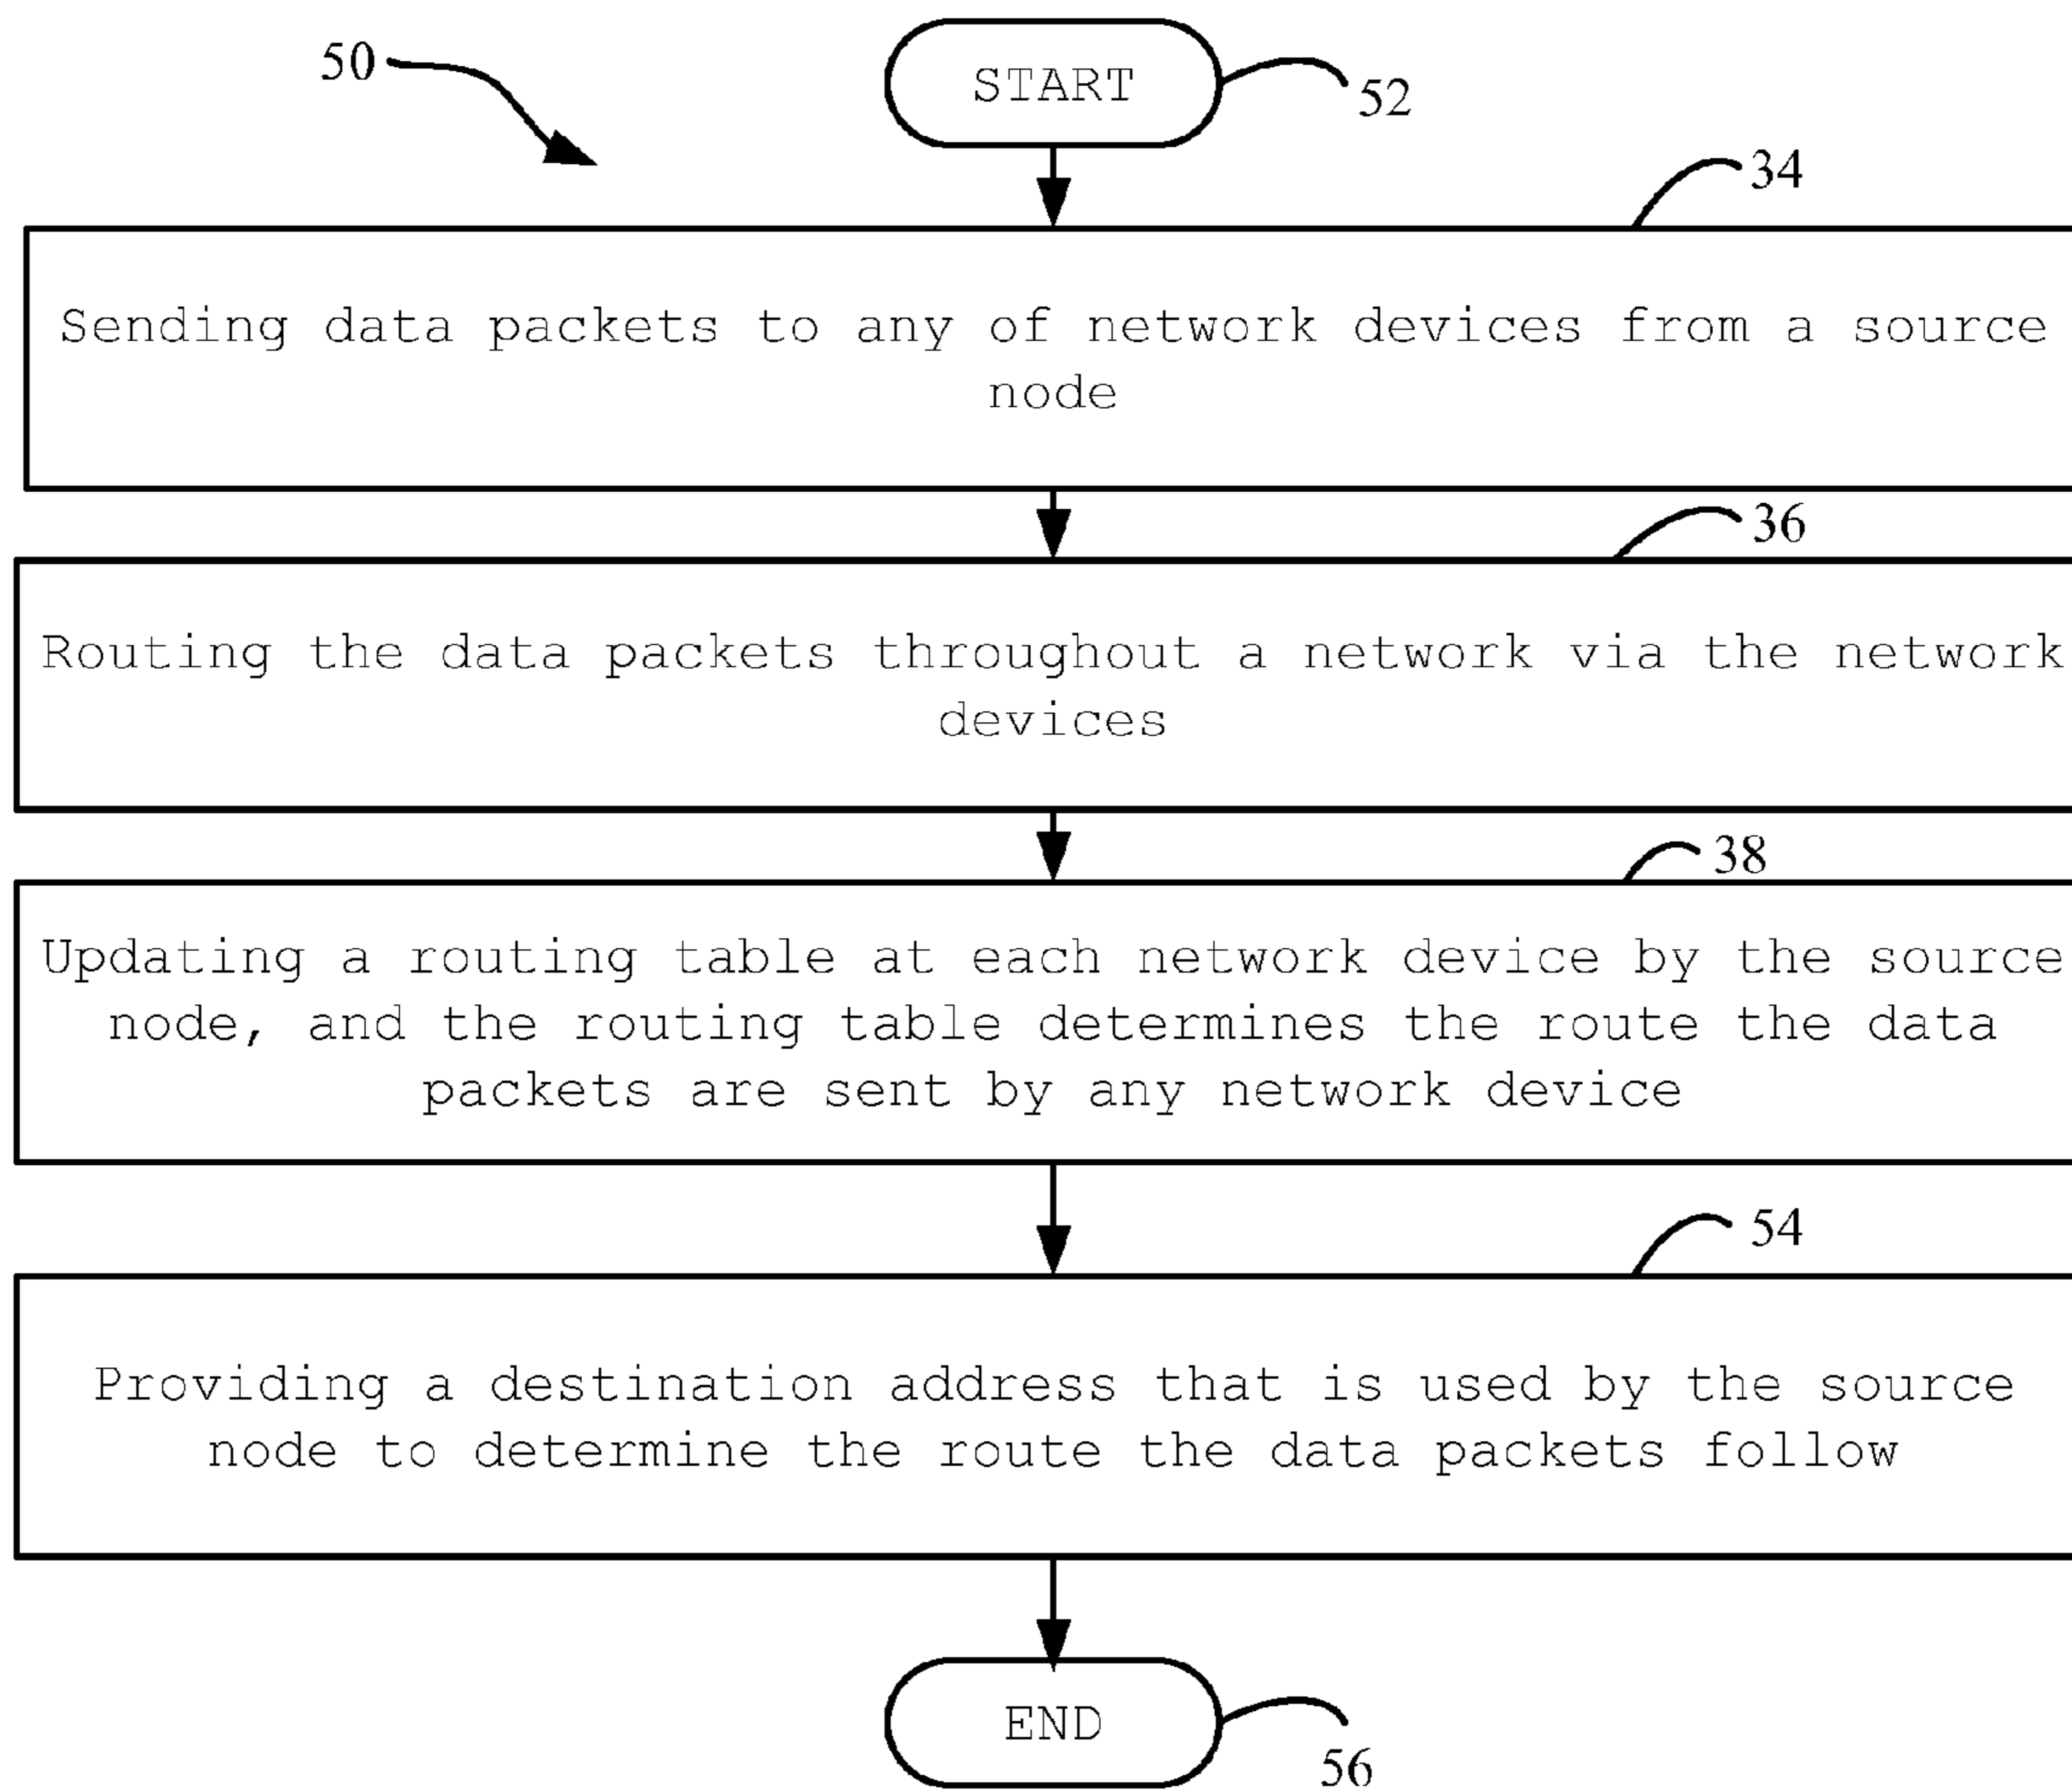 50
START
52
34
Sending data packets to any of network devices from a source
node
36
Routing the data packets throughout a network via the network
devices
38
Updating a routing table at each network device by the source
node, and the routing table determines the route the data
packets are sent by any network device
54
Providing a destination address that is used by the source
node to determine the route the data packets follow
END
56